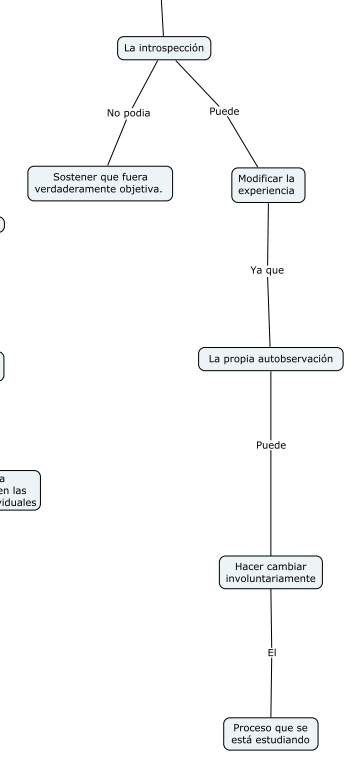 La introspección
No podia
Puede
Sostener que fuera
verdaderamente objetiva.
Modificar la
experiencia
Ya que
La propia autobservación
Puede
a
en las
viduales
Hacer cambiar
involuntariamente
El
Proceso que se
está estudiando